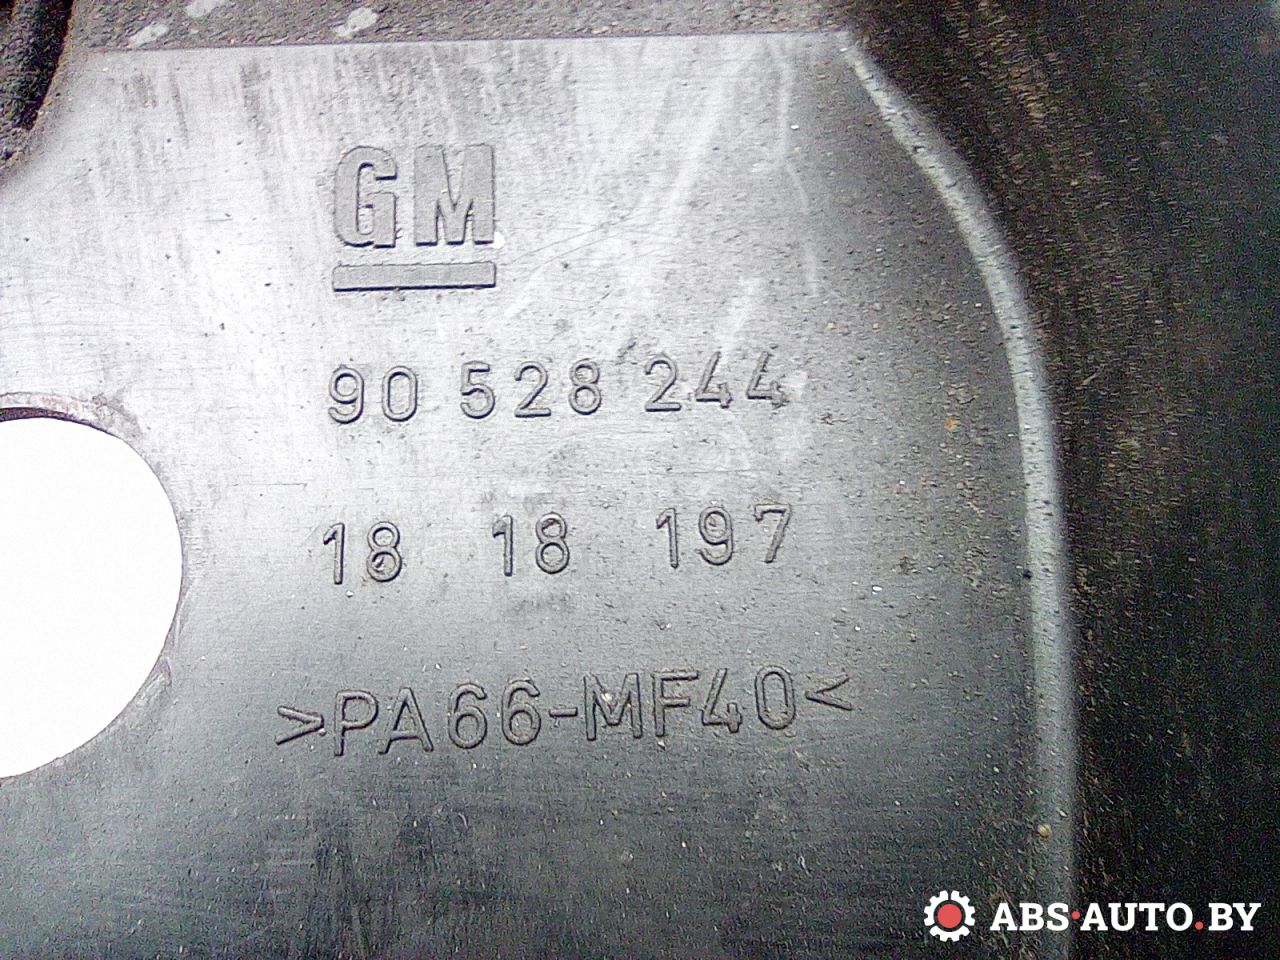 GM
90 528 244
18 18 197
>PA66-MF40<
ABS·AUTO.BY